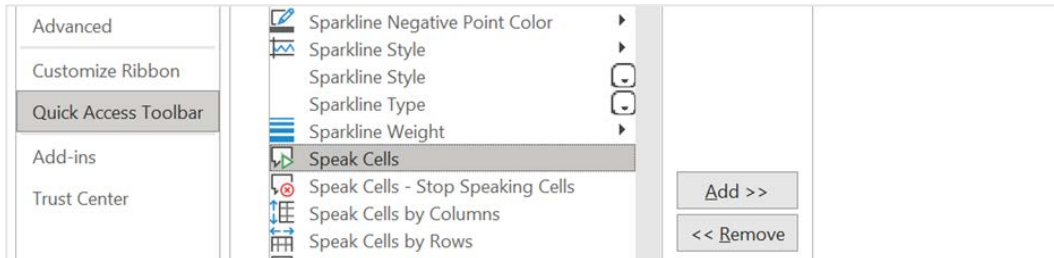 Advanced
Customize Ribbon
Quick Access Toolbar
Add-ins
Trust Center
Sparkline Negative Point Color
Sparkline Style
Sparkline Style
Sparkline Type
Sparkline Weight
Speak Cells
Speak Cells - Stop Speaking Cells
Speak Cells by Columns
Speak Cells by Rows
Add >>
<< Remove